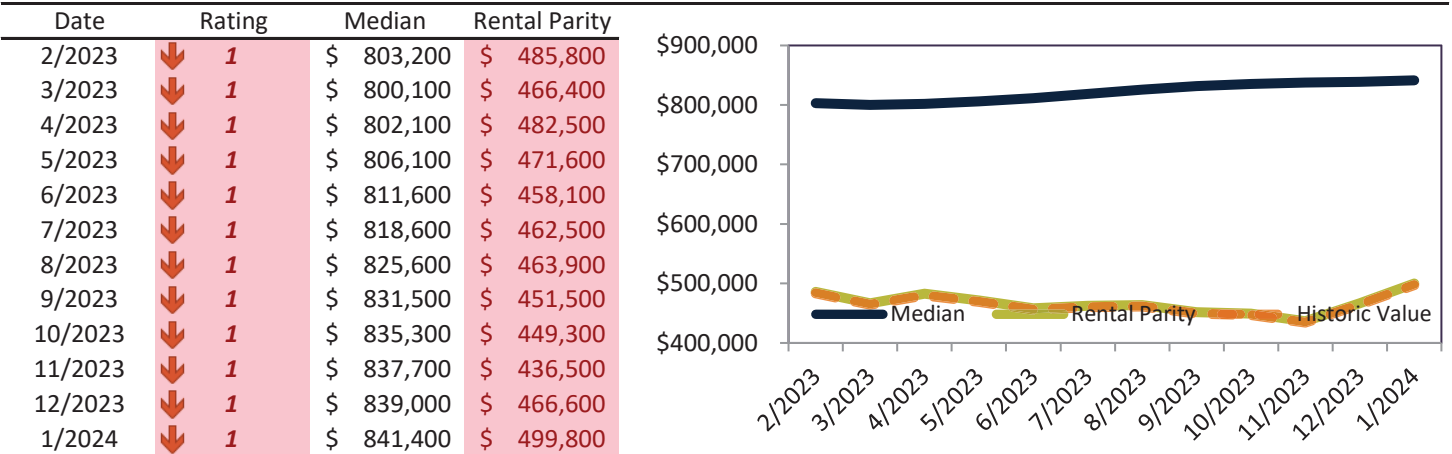 Date Rating Median Rental Parity
2/2023 1 $ 803,200 $ 485,800
3/2023 1 $ 800,100 $ 466,400
4/2023 1 $ 802,100 $ 482,500
5/2023 1 $ 806,100 $ 471,600
6/2023 1 $ 811,600 $ 458,100
7/2023 1 $ 818,600 $ 462,500
8/2023 1 $ 825,600 $ 463,900
9/2023 1 $ 831,500 $ 451,500
10/2023 1 $ 835,300 $ 449,300
11/2023 1 $ 837,700 $ 436,500
12/2023 1 $ 839,000 $ 466,600
1/2024 1 $ 841,400 $ 499,800
$900,000
$800,000
$700,000
$600,000
$500,000
$400,000
Median Rental Parity Historic Value
2/2023 3/2023 4/2023 5/2023 6/2023 7/2023 8/2023 9/2023 10/2023 11/2023 12/2023 1/2024